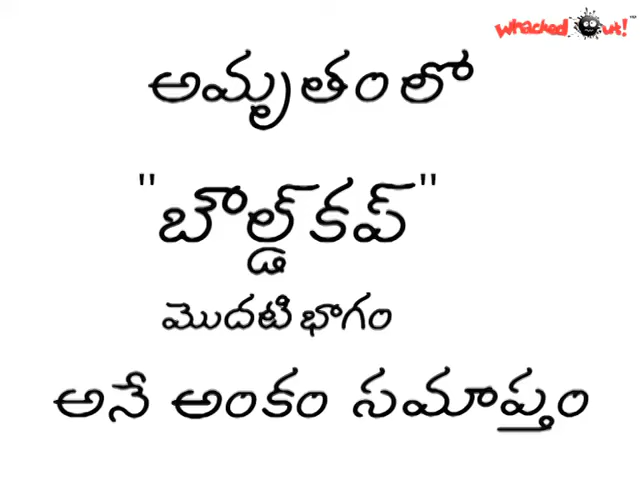 whacked out!
అమృతం లో
"బౌల్డ్ కప్"
మొదటి భాగం
అనే అంకం సమాప్తం